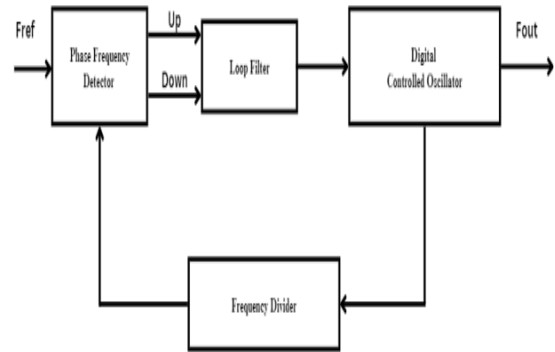 Fref
Phase Frequency
Detector
Up
Down
Loop Filter
Digital
Controlled Oscillator
Fout
Frequency Divider